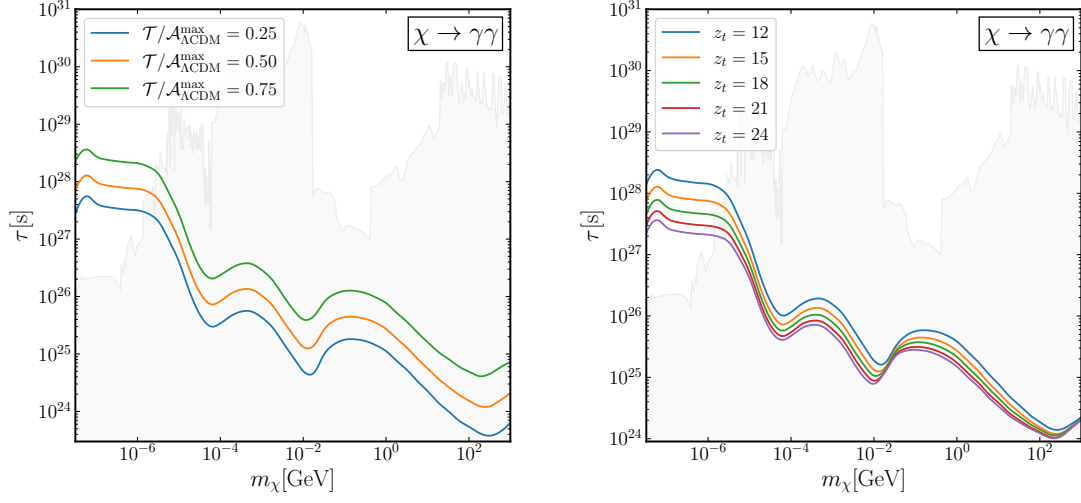 χ → γγ
𝒯/𝒜^max_ΛCDM = 0.25
𝒯/𝒜^max_ΛCDM = 0.50
𝒯/𝒜^max_ΛCDM = 0.75
10^31
10^30
10^29
10^28
10^27
10^26
10^25
10^24
τ [s]
10^−6
10^−4
10^−2
10^0
10^2
m_χ[GeV]
χ → γγ
z_t = 12
z_t = 15
z_t = 18
z_t = 21
z_t = 24
10^31
10^30
10^29
10^28
10^27
10^26
10^25
10^24
τ [s]
10^−6
10^−4
10^−2
10^0
10^2
m_χ[GeV]